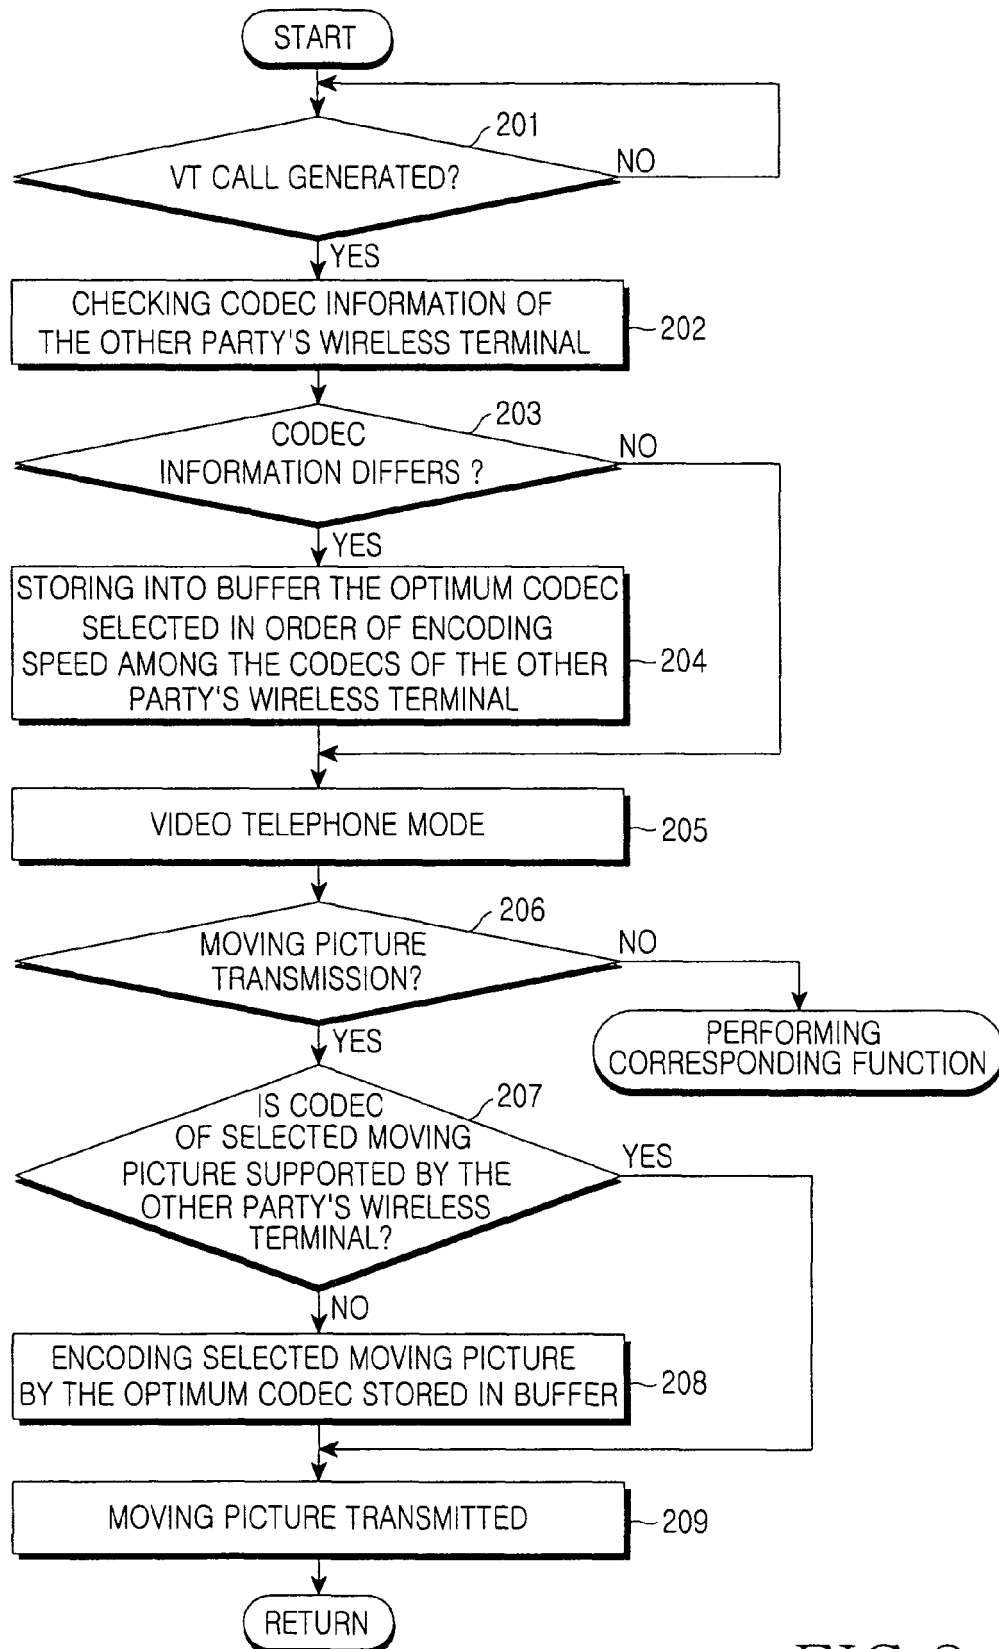 START
201
VT CALL GENERATED?
NO
YES
CHECKING CODEC INFORMATION OF
THE OTHER PARTY'S WIRELESS TERMINAL
202
203
CODEC
INFORMATION DIFFERS ?
NO
YES
STORING INTO BUFFER THE OPTIMUM CODEC
SELECTED IN ORDER OF ENCODING
SPEED AMONG THE CODECS OF THE OTHER
PARTY'S WIRELESS TERMINAL
204
VIDEO TELEPHONE MODE
205
206
MOVING PICTURE
TRANSMISSION?
NO
YES
PERFORMING
CORRESPONDING FUNCTION
207
IS CODEC
OF SELECTED MOVING
PICTURE SUPPORTED BY THE
OTHER PARTY'S WIRELESS
TERMINAL?
YES
NO
ENCODING SELECTED MOVING PICTURE
BY THE OPTIMUM CODEC STORED IN BUFFER
208
MOVING PICTURE TRANSMITTED
209
RETURN